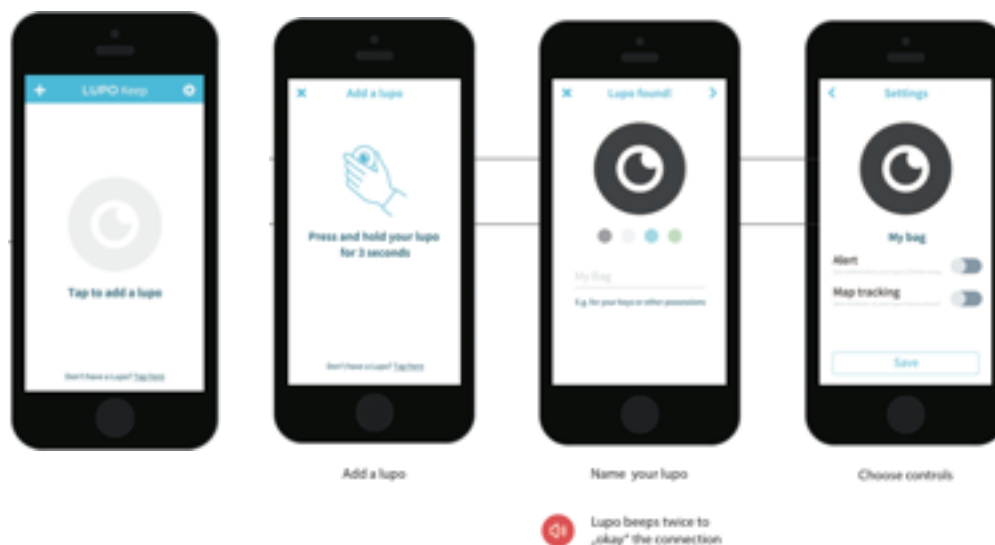 LUPO Keep
Tap to add a lupo
Don't have a Lupo? Tap here
Add a lupo
Press and hold your lupo
for 3 seconds
Don't have a Lupo? Tap here
Add a lupo
Lupo found!
My Bag
E.g. for your keys or other possessions
Name your lupo
Lupo beeps twice to
„okay" the connection
Settings
My bag
Alert
Map tracking
Save
Choose controls